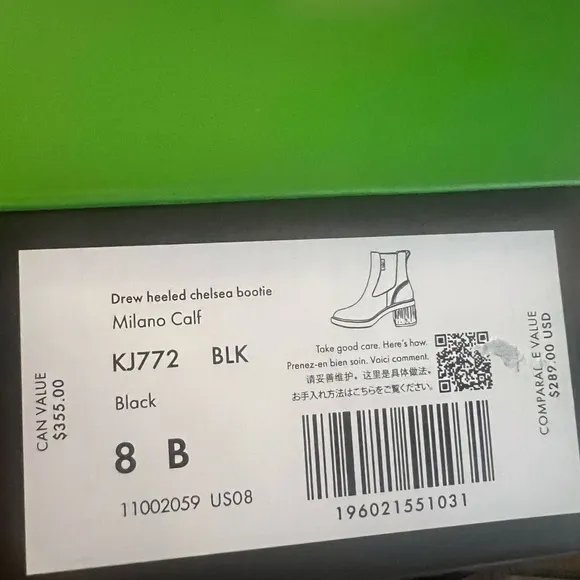 Drew heeled chelsea bootie
Milano Calf
KJ772 BLK
Black
8 B
11002059 US08
CAN VALUE
$355.00
Take good care. Here's how.
Prenez-en bien soin. Voici comment.
请妥善维护。这里是具体做法。
お手入れ方法はこちらをご覧ください。
196021551031
COMPARA E VALUE
$289.00 USD